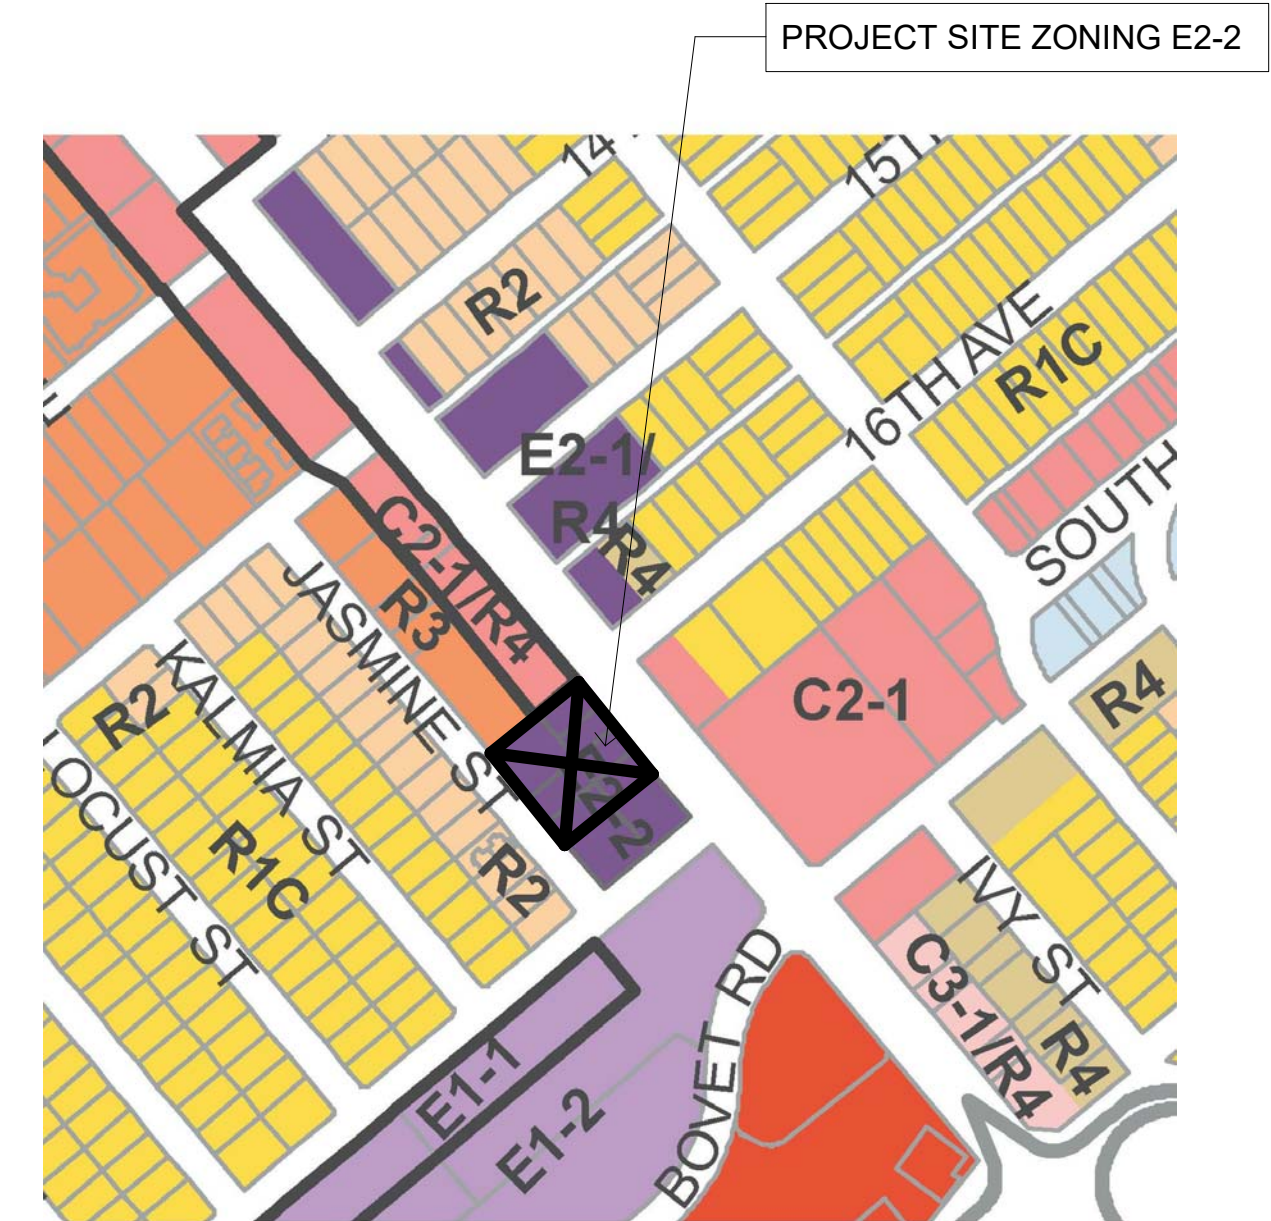 PROJECT SITE ZONING E2-2
14
15T
R2
16TH AVE
R1C
E2-1/
R4
R4
SOUTH
C2-1/R4
R3
JASMINE ST
KALMIA ST
R2
LOCUST ST
R1C
R2
E2-2
C2-1
R4
IVY ST
C3-1/R4
R4
BOVET RD
E1-1
E1-2